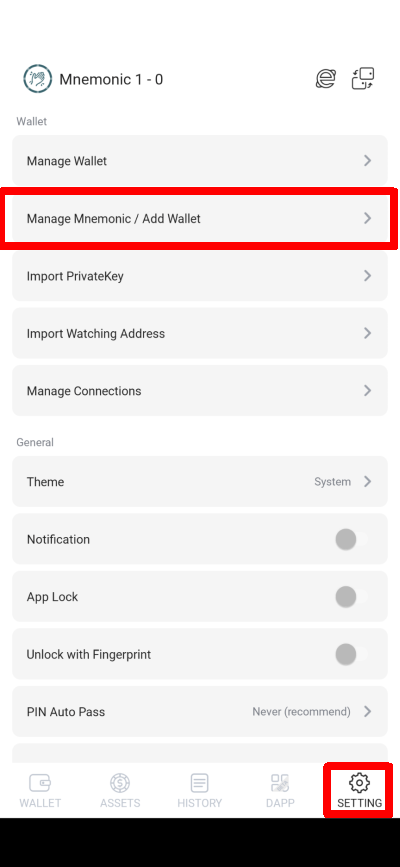 Mnemonic 1 - 0
Wallet
Manage Wallet
Manage Mnemonic / Add Wallet
Import PrivateKey
Import Watching Address
Manage Connections
General
Theme System
Notification
App Lock
Unlock with Fingerprint
PIN Auto Pass Never (recommend)
WALLET ASSETS HISTORY DAPP SETTING